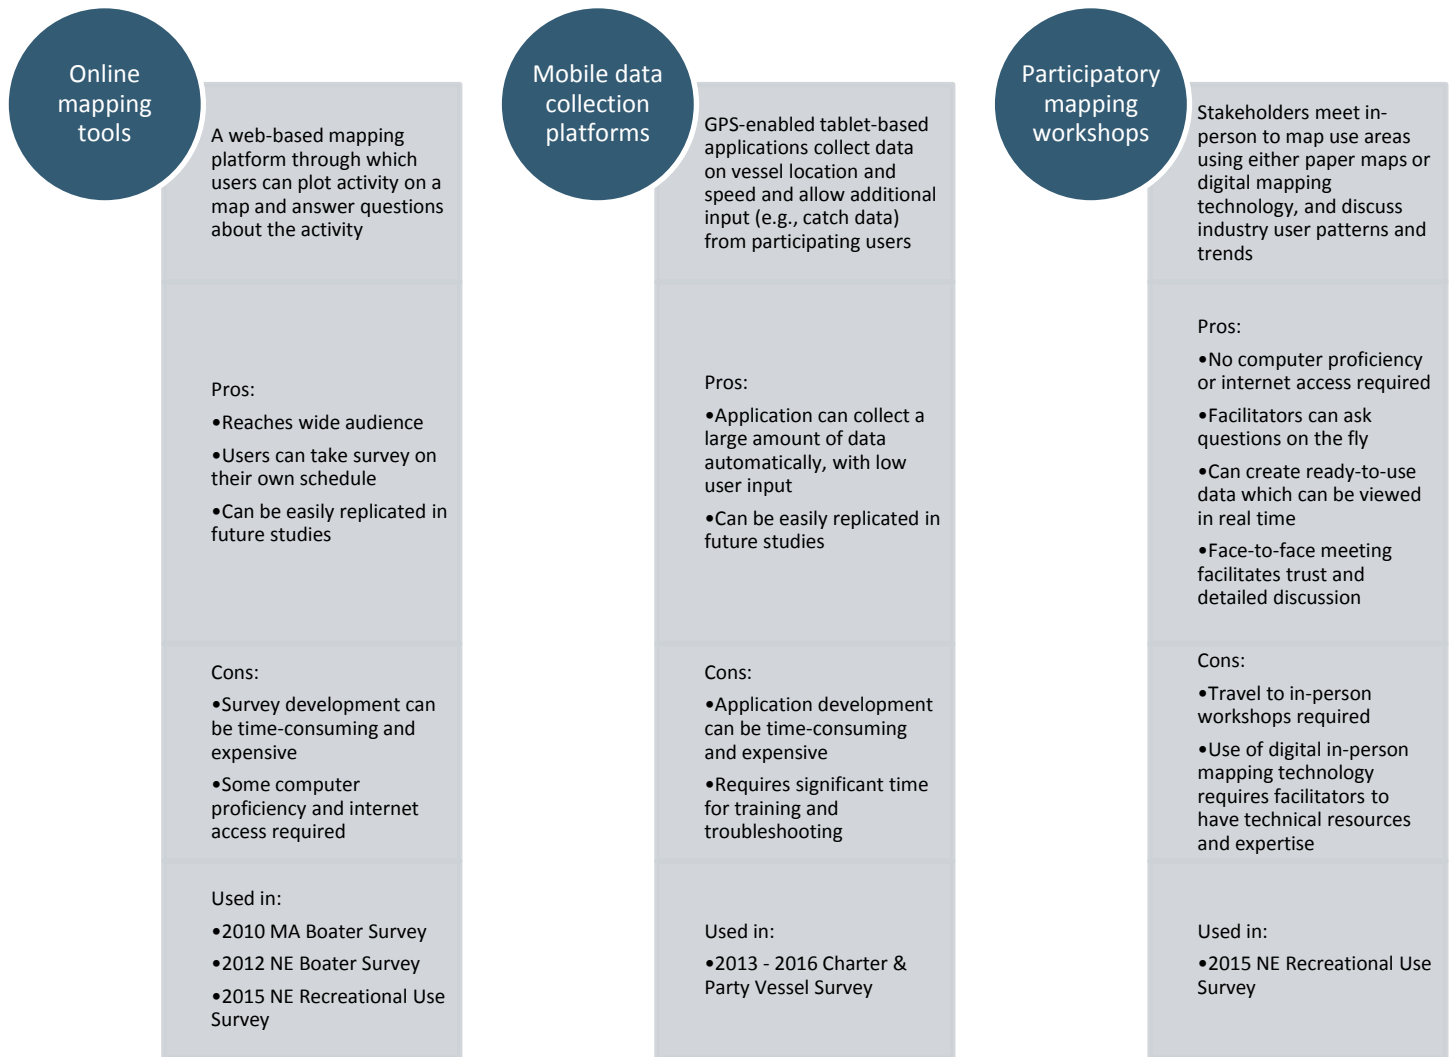 Online
mapping
tools
A web-based mapping
platform through which
users can plot activity on a
map and answer questions
about the activity
Pros:
•Reaches wide audience
•Users can take survey on
their own schedule
•Can be easily replicated in
future studies
Cons:
•Survey development can
be time-consuming and
expensive
•Some computer
proficiency and internet
access required
Used in:
•2010 MA Boater Survey
•2012 NE Boater Survey
•2015 NE Recreational Use
Survey
Mobile data
collection
platforms
GPS-enabled tablet-based
applications collect data
on vessel location and
speed and allow additional
input (e.g., catch data)
from participating users
Pros:
•Application can collect a
large amount of data
automatically, with low
user input
•Can be easily replicated in
future studies
Cons:
•Application development
can be time-consuming
and expensive
•Requires significant time
for training and
troubleshooting
Used in:
•2013 - 2016 Charter &
Party Vessel Survey
Participatory
mapping
workshops
Stakeholders meet in-
person to map use areas
using either paper maps or
digital mapping
technology, and discuss
industry user patterns and
trends
Pros:
•No computer proficiency
or internet access required
•Facilitators can ask
questions on the fly
•Can create ready-to-use
data which can be viewed
in real time
•Face-to-face meeting
facilitates trust and
detailed discussion
Cons:
•Travel to in-person
workshops required
•Use of digital in-person
mapping technology
requires facilitators to
have technical resources
and expertise
Used in:
•2015 NE Recreational Use
Survey